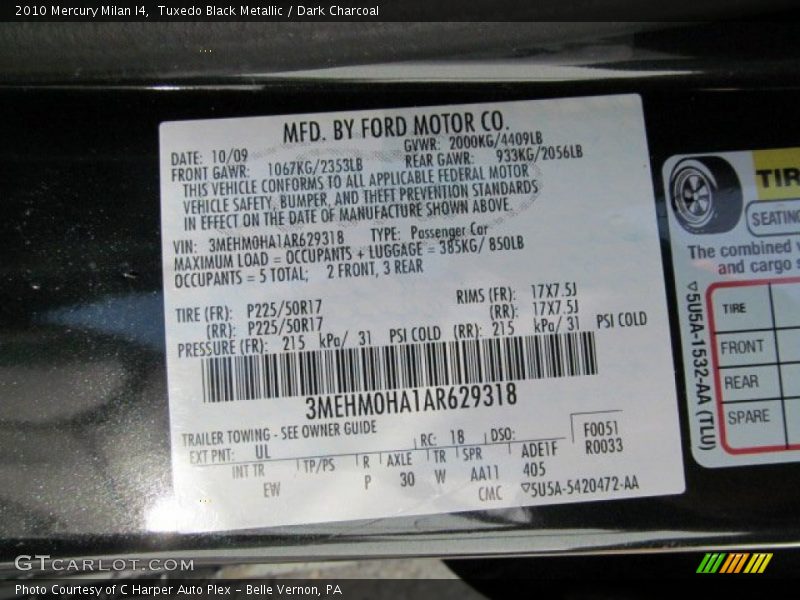 2010 Mercury Milan I4,  Tuxedo Black Metallic / Dark Charcoal
MFD. BY FORD MOTOR CO.
DATE: 10/09 GVWR: 2000KG/4409LB
FRONT GAWR: 1067KG/2353LB REAR GAWR: 933KG/2056LB
THIS VEHICLE CONFORMS TO ALL APPLICABLE FEDERAL MOTOR
VEHICLE SAFETY, BUMPER, AND THEFT PREVENTION STANDARDS
IN EFFECT ON THE DATE OF MANUFACTURE SHOWN ABOVE.
VIN: 3MEHM0HA1AR629318 TYPE: Passenger Car
MAXIMUM LOAD = OCCUPANTS + LUGGAGE = 385KG/ 850LB
OCCUPANTS = 5 TOTAL; 2 FRONT, 3 REAR
TIRE (FR): P225/50R17 RIMS (FR): 17X7.5J
(RR): P225/50R17 (RR): 17X7.5J
PRESSURE (FR): 215 kPa/ 31 PSI COLD (RR): 215 kPa/ 31 PSI COLD
3MEHM0HA1AR629318
TRAILER TOWING - SEE OWNER GUIDE
EXT PNT: UL RC: 18 DSO: F0051
INT TR TP/PS R AXLE TR SPR ADE1F R0033
EW P 30 W AA11 405
CMC ▽5U5A-5420472-AA
TIR
SEATING
The combined
and cargo
▽5U5A-1532-AA (TLU)
TIRE
FRONT
REAR
SPARE
GTCARLOT.COM
Photo Courtesy of C Harper Auto Plex – Belle Vernon, PA